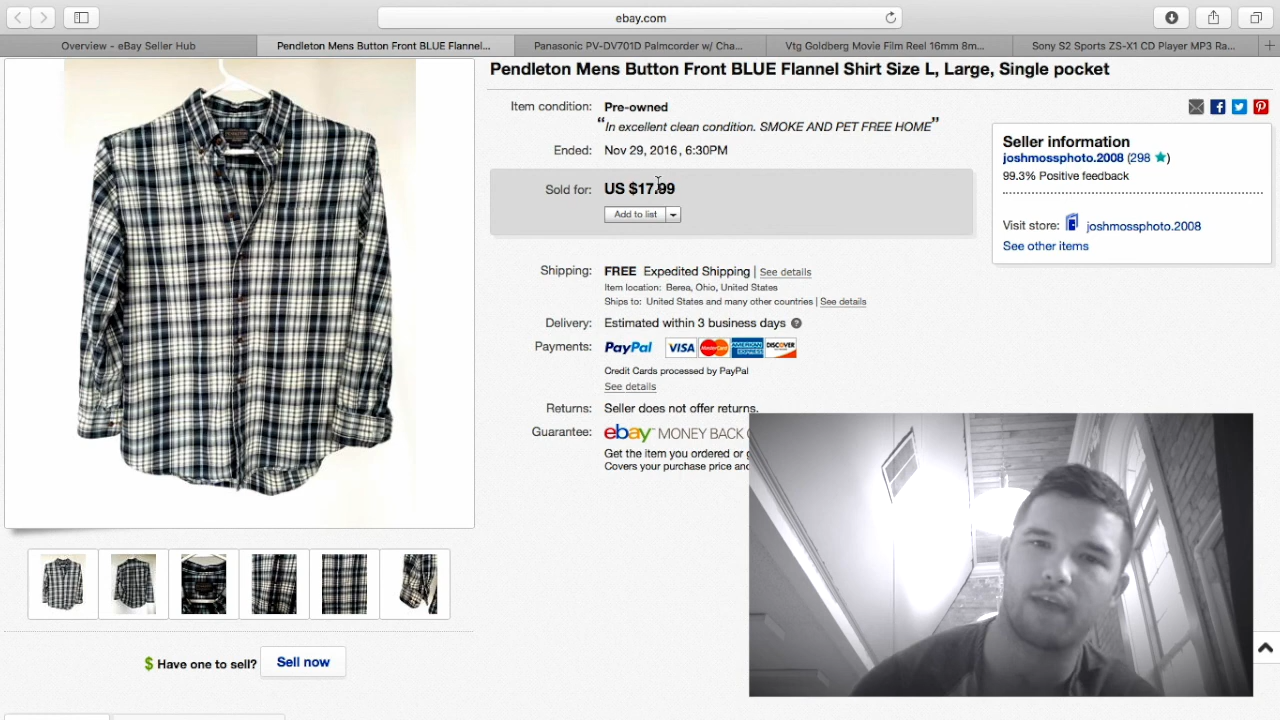 ebay.com
Overview - eBay Seller Hub
Pendleton Mens Button Front BLUE Flannel...
Panasonic PV-DV701D Palmcorder w/ Cha...
Vtg Goldberg Movie Film Reel 16mm 8m...
Sony S2 Sports ZS-X1 CD Player MP3 Ra...
Pendleton Mens Button Front BLUE Flannel Shirt Size L, Large, Single pocket
Item condition: Pre-owned
“In excellent clean condition. SMOKE AND PET FREE HOME”
Ended: Nov 29, 2016 , 6:30PM
Sold for: US $17.99
Add to list
Shipping: FREE Expedited Shipping | See details
Item location: Berea, Ohio, United States
Ships to: United States and many other countries | See details
Delivery: Estimated within 3 business days ?
Payments: PayPal VISA MasterCard AMERICAN EXPRESS DISCOVER
Credit Cards processed by PayPal
See details
Returns: Seller does not offer returns.
Guarantee: ebay MONEY BACK
Get the item you ordered or
Covers your purchase price and
Seller information
joshmossphoto.2008 (298 ★)
99.3% Positive feedback
Visit store: joshmossphoto.2008
See other items
$ Have one to sell? Sell now